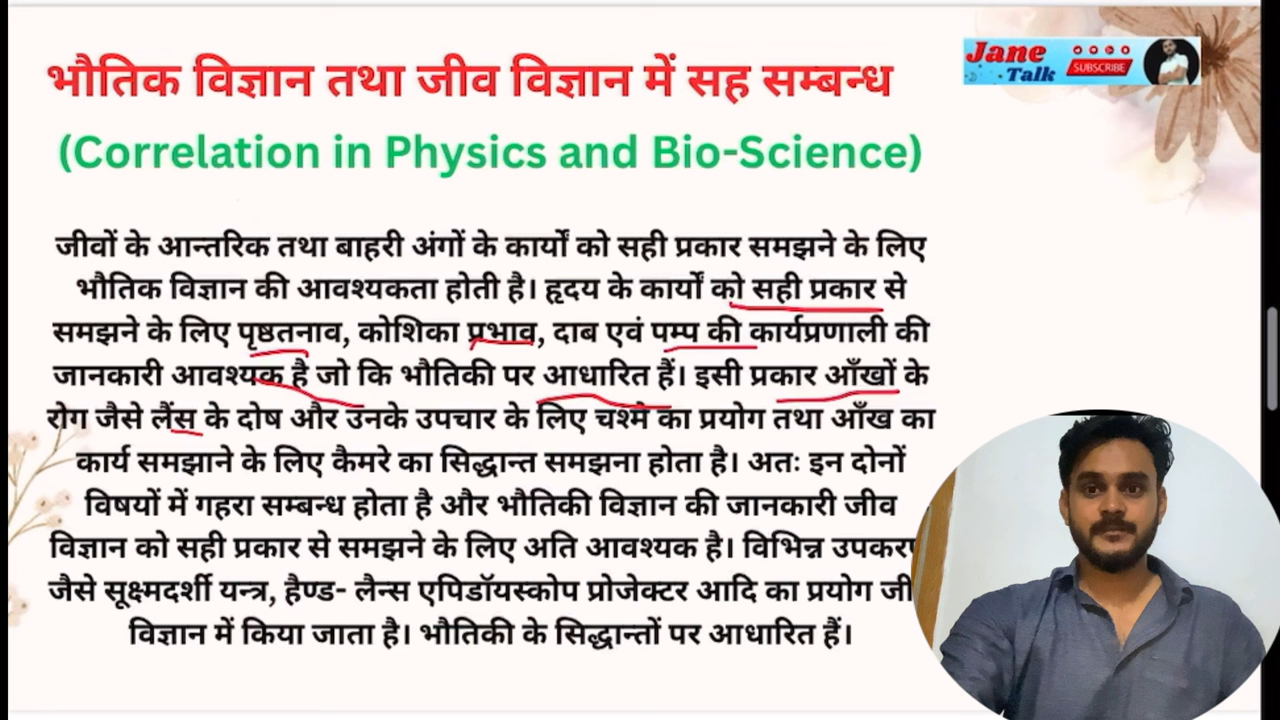 भौतिक विज्ञान तथा जीव विज्ञान में सह सम्बन्ध
Jane
Talk
SUBSCRIBE
(Correlation in Physics and Bio-Science)
जीवों के आन्तरिक तथा बाहरी अंगों के कार्यों को सही प्रकार समझने के लिए
भौतिक विज्ञान की आवश्यकता होती है। हृदय के कार्यों को सही प्रकार से
समझने के लिए पृष्ठतनाव, कोशिका प्रभाव, दाब एवं पम्प की कार्यप्रणाली की
जानकारी आवश्यक है जो कि भौतिकी पर आधारित हैं। इसी प्रकार आँखों के
रोग जैसे लैंस के दोष और उनके उपचार के लिए चश्मे का प्रयोग तथा आँख का
कार्य समझाने के लिए कैमरे का सिद्धान्त समझना होता है। अतः इन दोनों
विषयों में गहरा सम्बन्ध होता है और भौतिकी विज्ञान की जानकारी जीव
विज्ञान को सही प्रकार से समझने के लिए अति आवश्यक है। विभिन्न
जैसे सूक्ष्मदर्शी यन्त्र, हैण्ड- लैन्स एपिडॉयस्कोप प्रोजेक्टर आदि का प्रयोग
विज्ञान में किया जाता है। भौतिकी के सिद्धान्तों पर आधारित हैं।